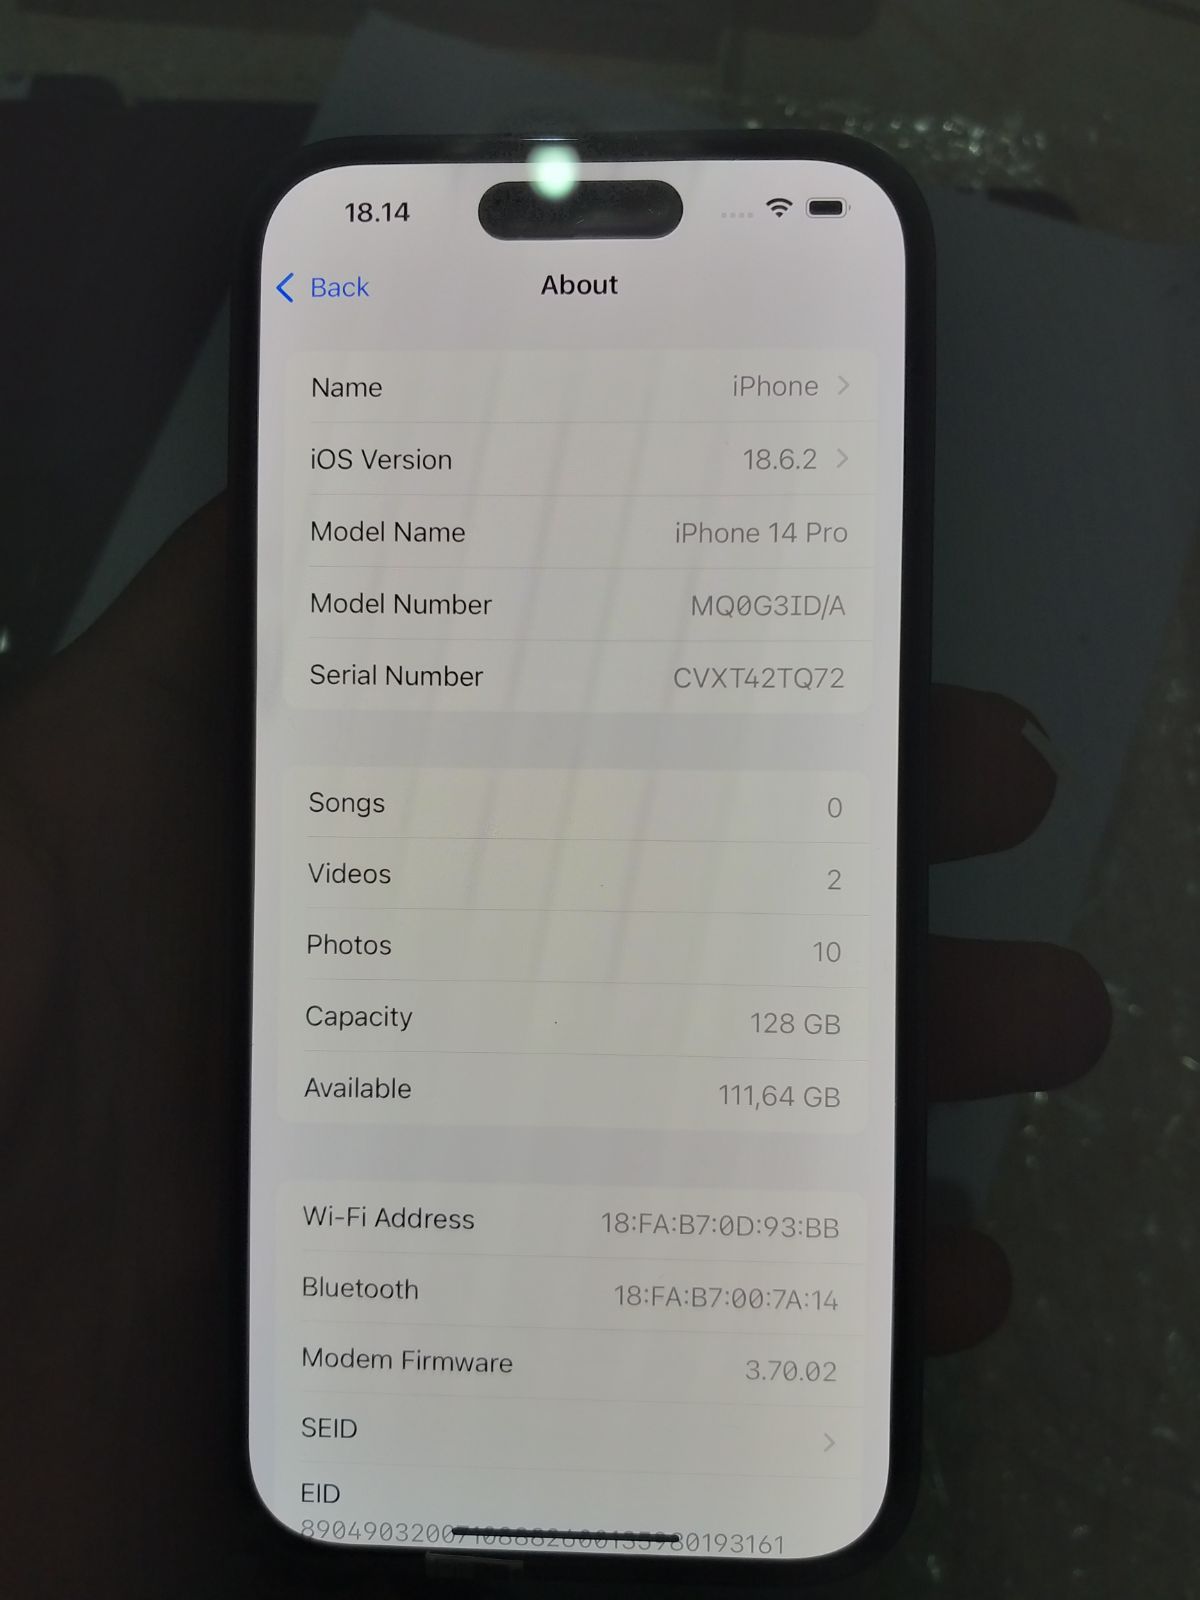 18.14
Back
About
Name iPhone
iOS Version 18.6.2
Model Name iPhone 14 Pro
Model Number MQ0G3ID/A
Serial Number CVXT42TQ72
Songs 0
Videos 2
Photos 10
Capacity 128 GB
Available 111,64 GB
Wi-Fi Address 18:FA:B7:0D:93:BB
Bluetooth 18:FA:B7:00:7A:14
Modem Firmware 3.70.02
SEID
EID